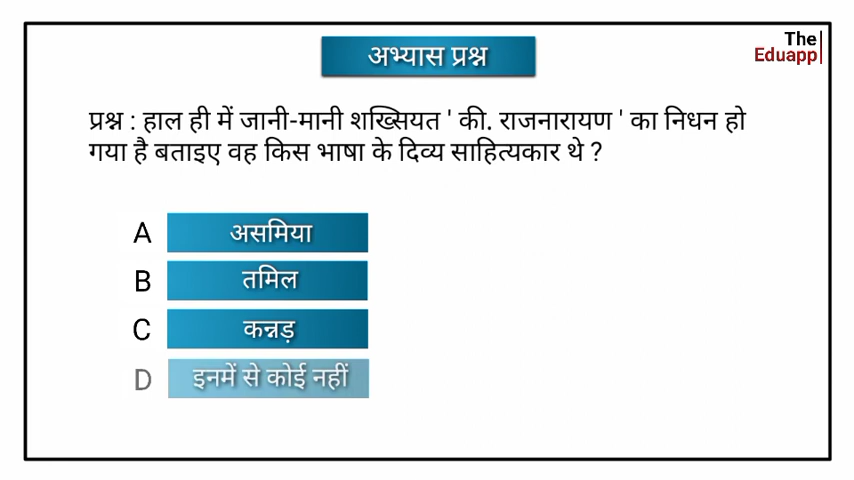 अभ्यास प्रश्न
The
Eduapp
प्रश्न : हाल ही में जानी-मानी शख्सियत ' की. राजनारायण ' का निधन हो
गया है बताइए वह किस भाषा के दिव्य साहित्यकार थे ?
A असमिया
B तमिल
C कन्नड़
D इनमें से कोई नहीं